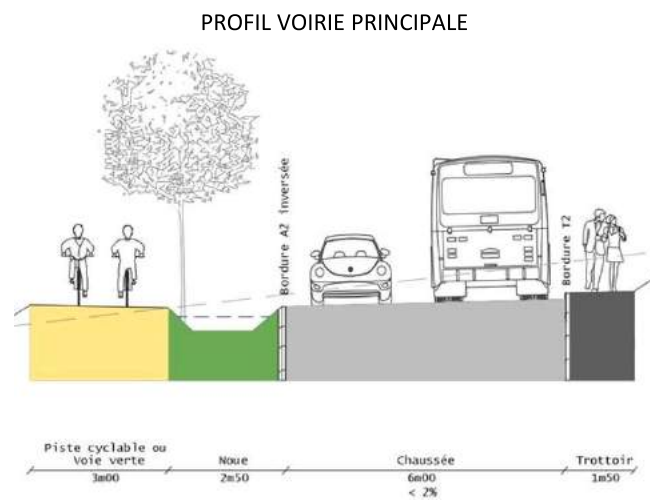 PROFIL VOIRIE PRINCIPALE
Bordure A2 inversée
Bordure T2
Piste cyclable ou
Voie verte
3m00
Noue
2m50
Chaussée
6m00
< 2%
Trottoir
1m50